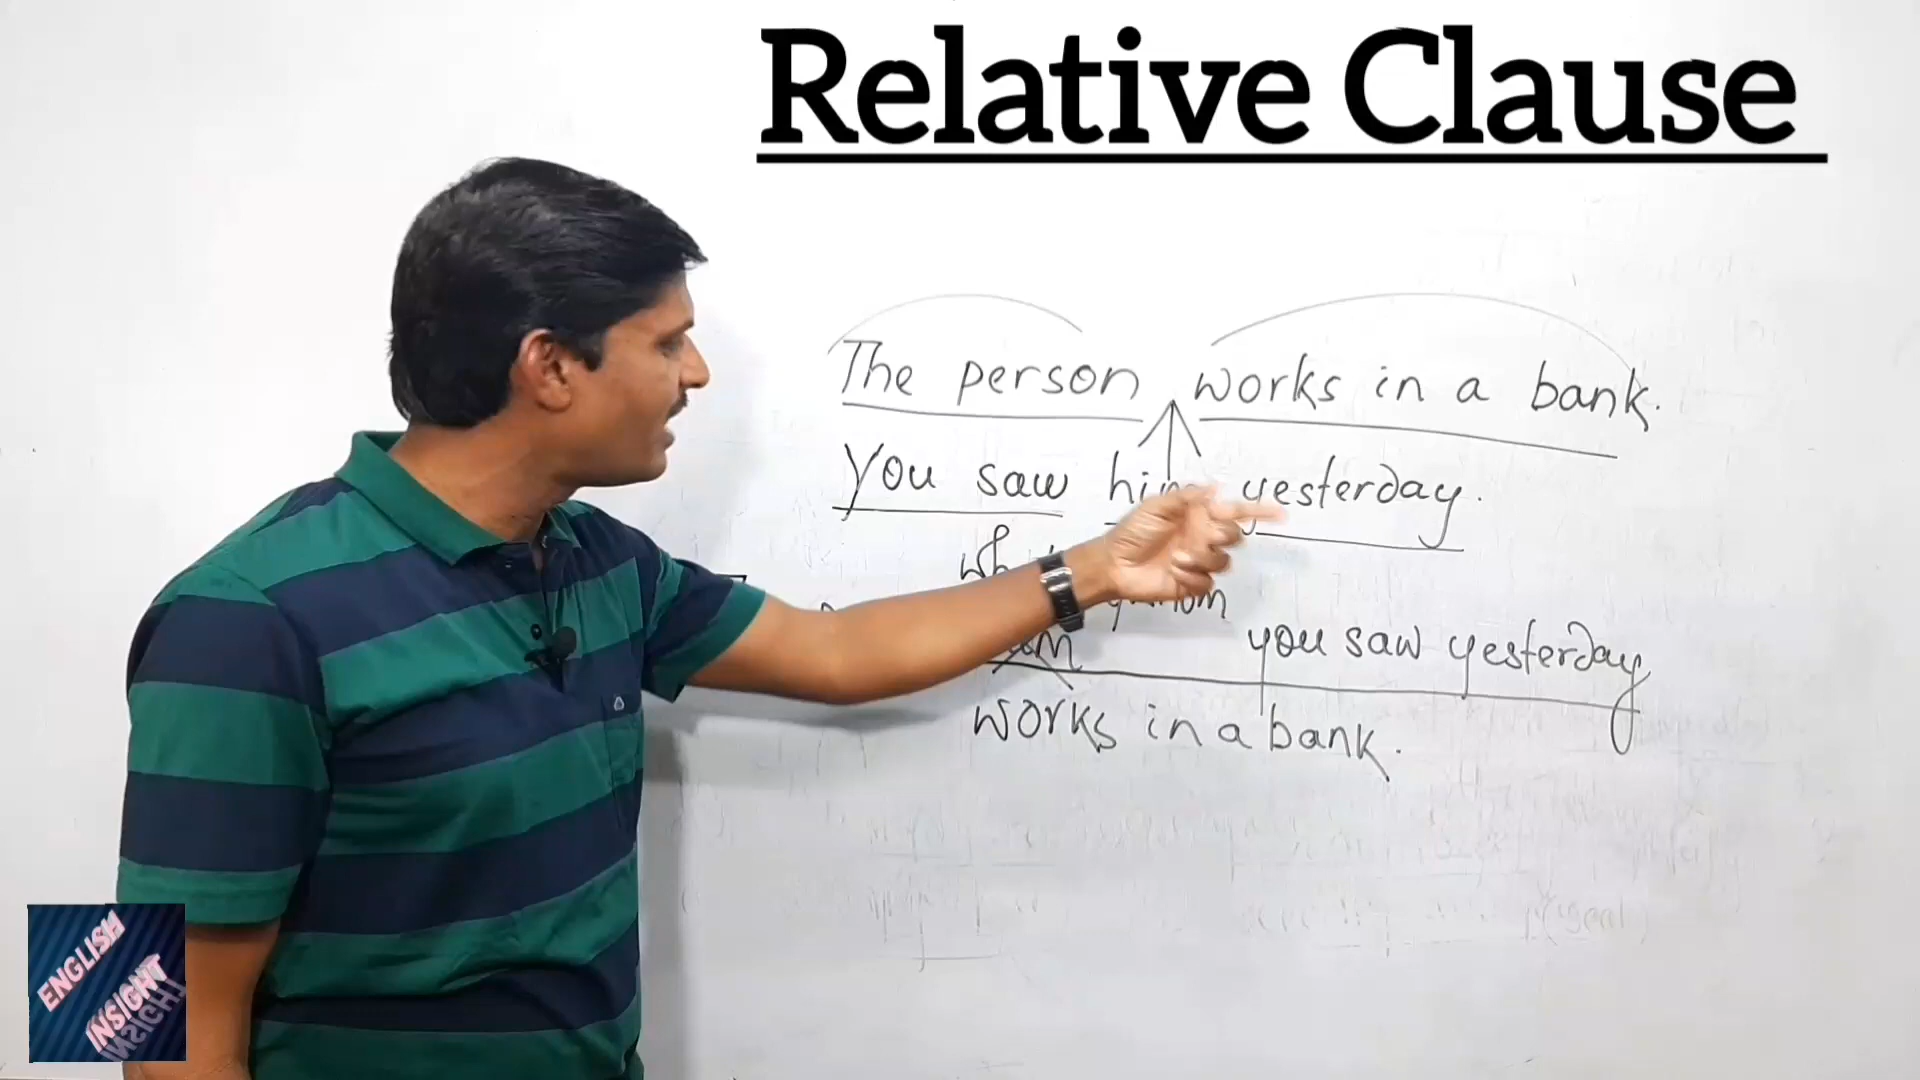 Relative Clause
The person works in a bank.
You saw him yesterday.
whom
you saw yesterday
works in a bank.
ENGLISH
INSIGHT